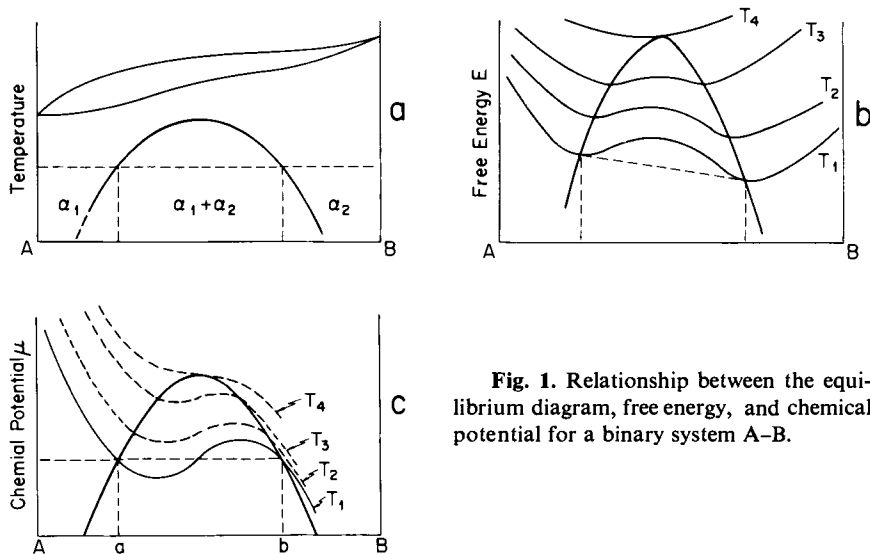 Temperature
a
α₁
α₁+α₂
α₂
A
B
Free Energy E
b
T₄
T₃
T₂
T₁
A
B
Chemial Potential μ
c
T₄
T₃
T₂
T₁
A
a
b
B
Fig. 1. Relationship between the equi-
librium diagram, free energy, and chemical
potential for a binary system A–B.